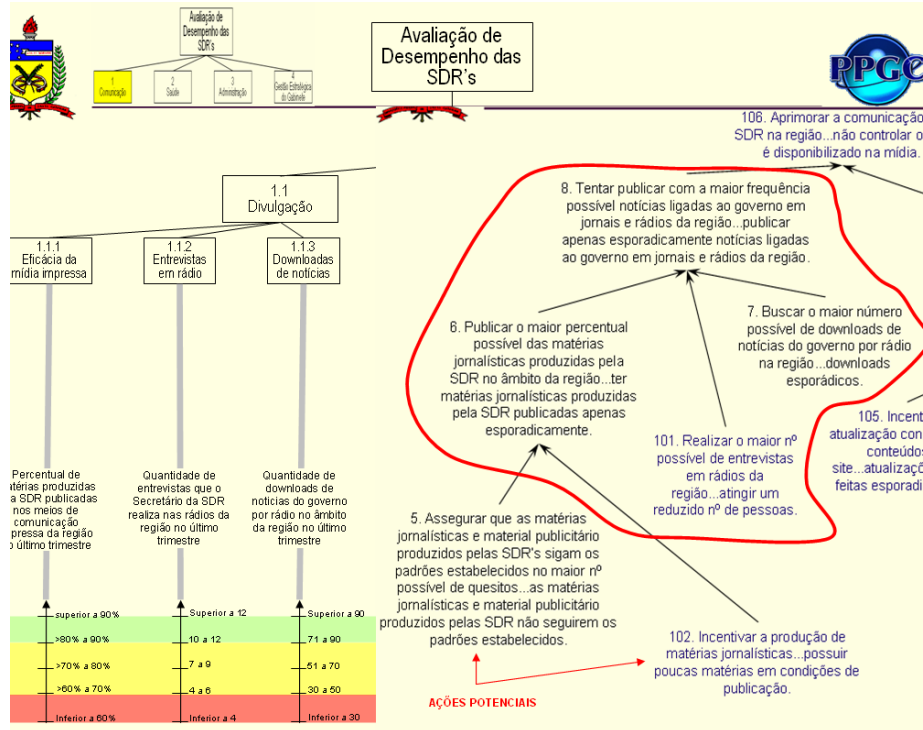 Avaliação de
Desempenho das
SDR's
1
Comunicação
2
Saúde
3
Administração
4
Gestão Estratégica
do Gabinete
Avaliação de
Desempenho das
SDR's
PPGe
1.1
Divulgação
1.1.1
Eficácia da
mídia impressa
1.1.2
Entrevistas
em rádio
1.1.3
Downloadas
de notícias
Percentual de
atérias produzidas
a SDR publicadas
nos meios de
comunicação
pressa da região
o último trimestre
Quantidade de
entrevistas que o
Secretário da SDR
realiza nas rádios da
região no último
trimestre
Quantidade de
downloads de
noticias do governo
por rádio no âmbito
da região no último
trimestre
superior a 90%
>80% a 90%
>70% a 80%
>60% a 70%
Inferior a 60%
Superior a 12
10 a 12
7 a 9
4 a 6
Inferior a 4
Superior a 90
71 a 90
51 a 70
30 a 50
Inferior a 30
106. Aprimorar a comunicação
SDR na região...não controlar o
é disponibilizado na mídia.
8. Tentar publicar com a maior frequência
possível notícias ligadas ao governo em
jornais e rádios da região...publicar
apenas esporadicamente notícias ligadas
ao governo em jornais e rádios da região.
6. Publicar o maior percentual
possível das matérias
jornalísticas produzidas pela
SDR no âmbito da região...ter
matérias jornalísticas produzidas
pela SDR publicadas apenas
esporadicamente.
7. Buscar o maior número
possível de downloads de
notícias do governo por rádio
na região...downloads
esporádicos.
101. Realizar o maior nº
possível de entrevistas
em rádios da
região...atingir um
reduzido nº de pessoas.
105. Incent
atualização con
conteúdos
site...atualizaçõ
feitas esporadi
5. Assegurar que as matérias
jornalísticas e material publicitário
produzidos pelas SDR's sigam os
padrões estabelecidos no maior nº
possível de quesitos...as matérias
jornalísticas e material publicitário
produzidos pelas SDR não seguirem os
padrões estabelecidos.
102. Incentivar a produção de
matérias jornalísticas...possuir
poucas matérias em condições de
publicação.
AÇÕES POTENCIAIS